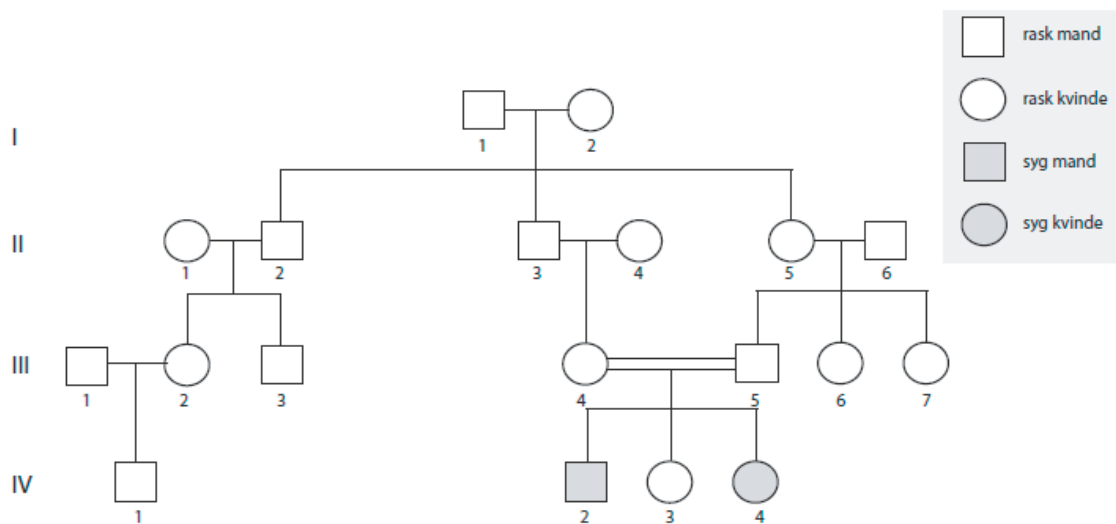 rask mand
rask kvinde
syg mand
syg kvinde
I
1 2
II
1 2 3 4 5 6
III
1 2 3 4 5 6 7
IV
1 2 3 4